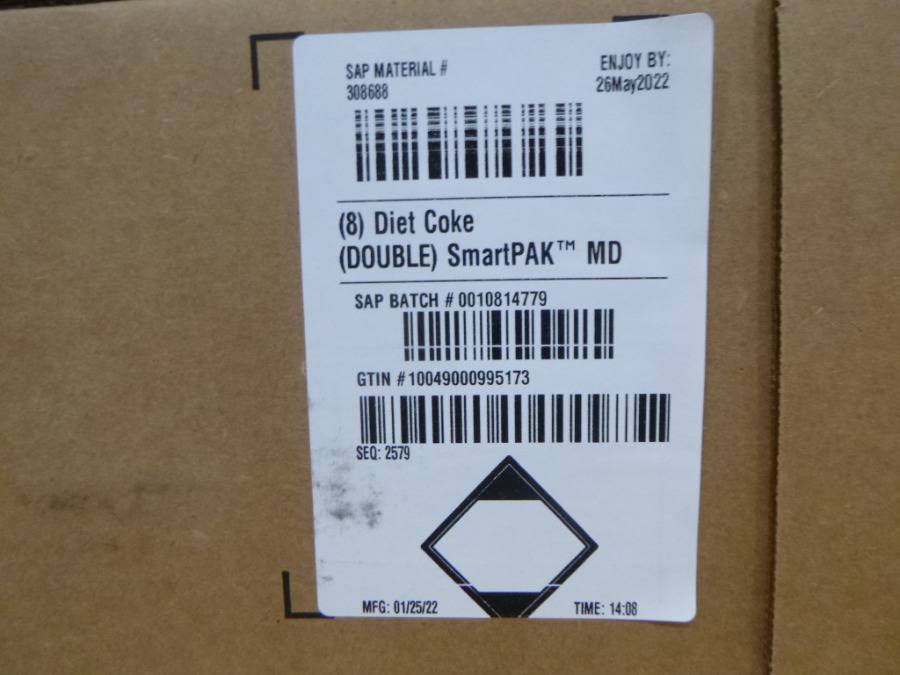 SAP MATERIAL #
308688
ENJOY BY:
26May2022
(8) Diet Coke
(DOUBLE) SmartPAK™ MD
SAP BATCH # 0010814779
GTIN # 10049000995173
SEQ: 2579
MFG: 01/25/22
TIME: 14:08